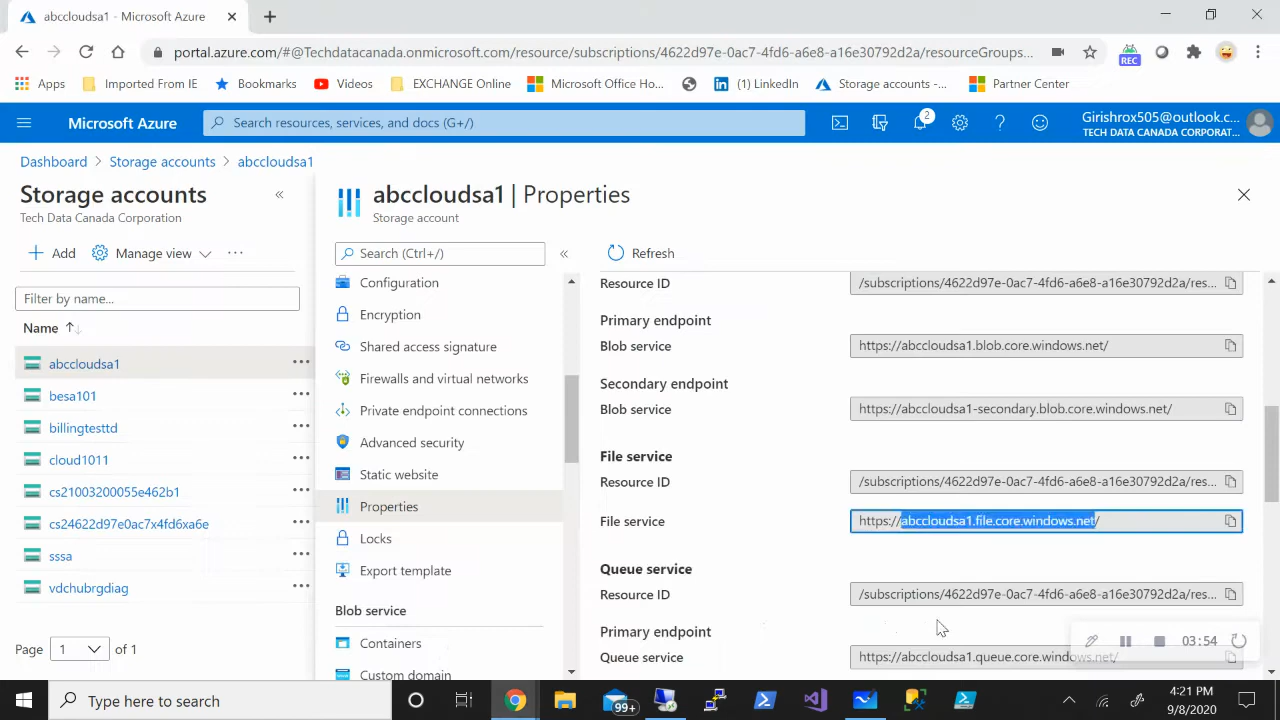 abccloudsa1 - Microsoft Azure
portal.azure.com/#@Techdatacanada.onmicrosoft.com/resource/subscriptions/4622d97e-0ac7-4fd6-a6e8-a16e30792d2a/resourceGroups...
REC
Apps
Imported From IE
Bookmarks
Videos
EXCHANGE Online
Microsoft Office Ho...
(1) LinkedIn
Storage accounts -...
Partner Center
Microsoft Azure
Search resources, services, and docs (G+/)
2
Girishrox505@outlook.c...
TECH DATA CANADA CORPORAT...
Dashboard > Storage accounts > abccloudsa1
Storage accounts
Tech Data Canada Corporation
Add
Manage view
Filter by name...
Name
abccloudsa1
besa101
billingtesttd
cloud1011
cs21003200055e462b1
cs24622d97e0ac7x4fd6xa6e
sssa
vdchubrgdiag
Page 1 of 1
abccloudsa1 | Properties
Storage account
Search (Ctrl+/)
Configuration
Encryption
Shared access signature
Firewalls and virtual networks
Private endpoint connections
Advanced security
Static website
Properties
Locks
Export template
Blob service
Containers
Custom domain
Refresh
Resource ID
/subscriptions/4622d97e-0ac7-4fd6-a6e8-a16e30792d2a/res...
Primary endpoint
Blob service
https://abccloudsa1.blob.core.windows.net/
Secondary endpoint
Blob service
https://abccloudsa1-secondary.blob.core.windows.net/
File service
Resource ID
/subscriptions/4622d97e-0ac7-4fd6-a6e8-a16e30792d2a/res...
File service
https://abccloudsa1.file.core.windows.net/
Queue service
Resource ID
/subscriptions/4622d97e-0ac7-4fd6-a6e8-a16e30792d2a/res...
Primary endpoint
Queue service
https://abccloudsa1.queue.core.windows.net/
03:54
Type here to search
99+
4:21 PM
9/8/2020